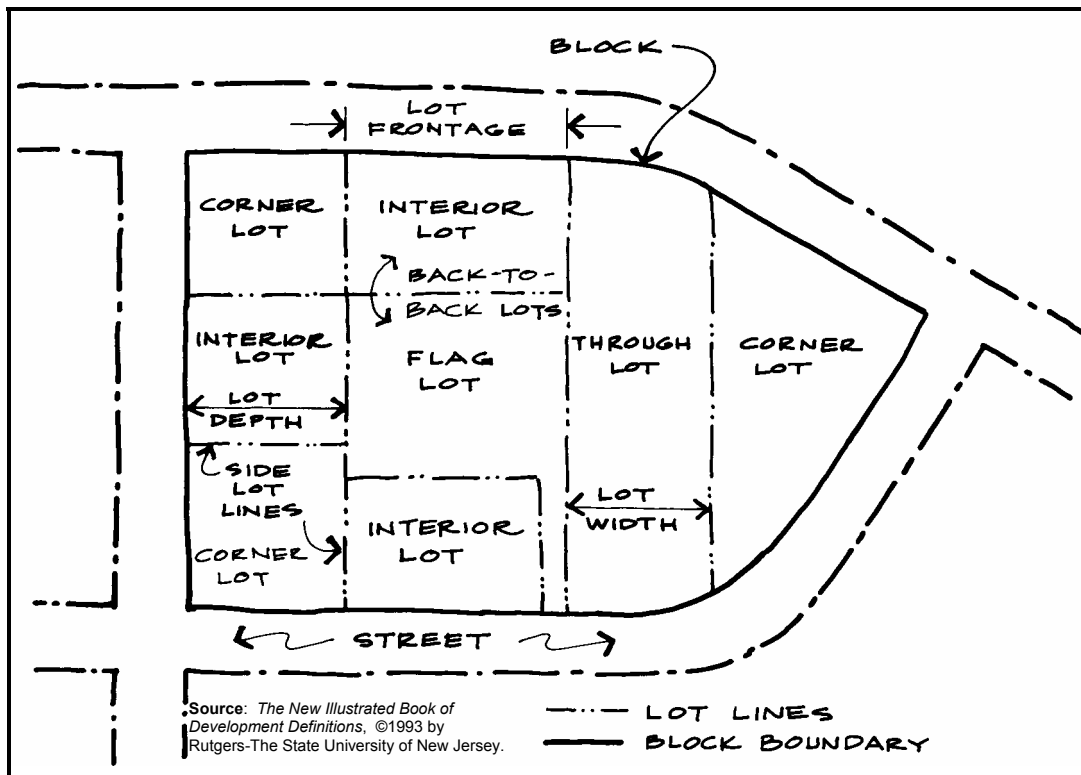 BLOCK
LOT
FRONTAGE
CORNER
LOT
INTERIOR
LOT
BACK-TO-
BACK LOTS
INTERIOR
LOT
FLAG
LOT
THROUGH
LOT
CORNER
LOT
LOT
DEPTH
SIDE
LOT
LINES
LOT
WIDTH
INTERIOR
LOT
CORNER
LOT
STREET
Source: The New Illustrated Book of
Development Definitions, ©1993 by
Rutgers-The State University of New Jersey.
LOT LINES
BLOCK BOUNDARY